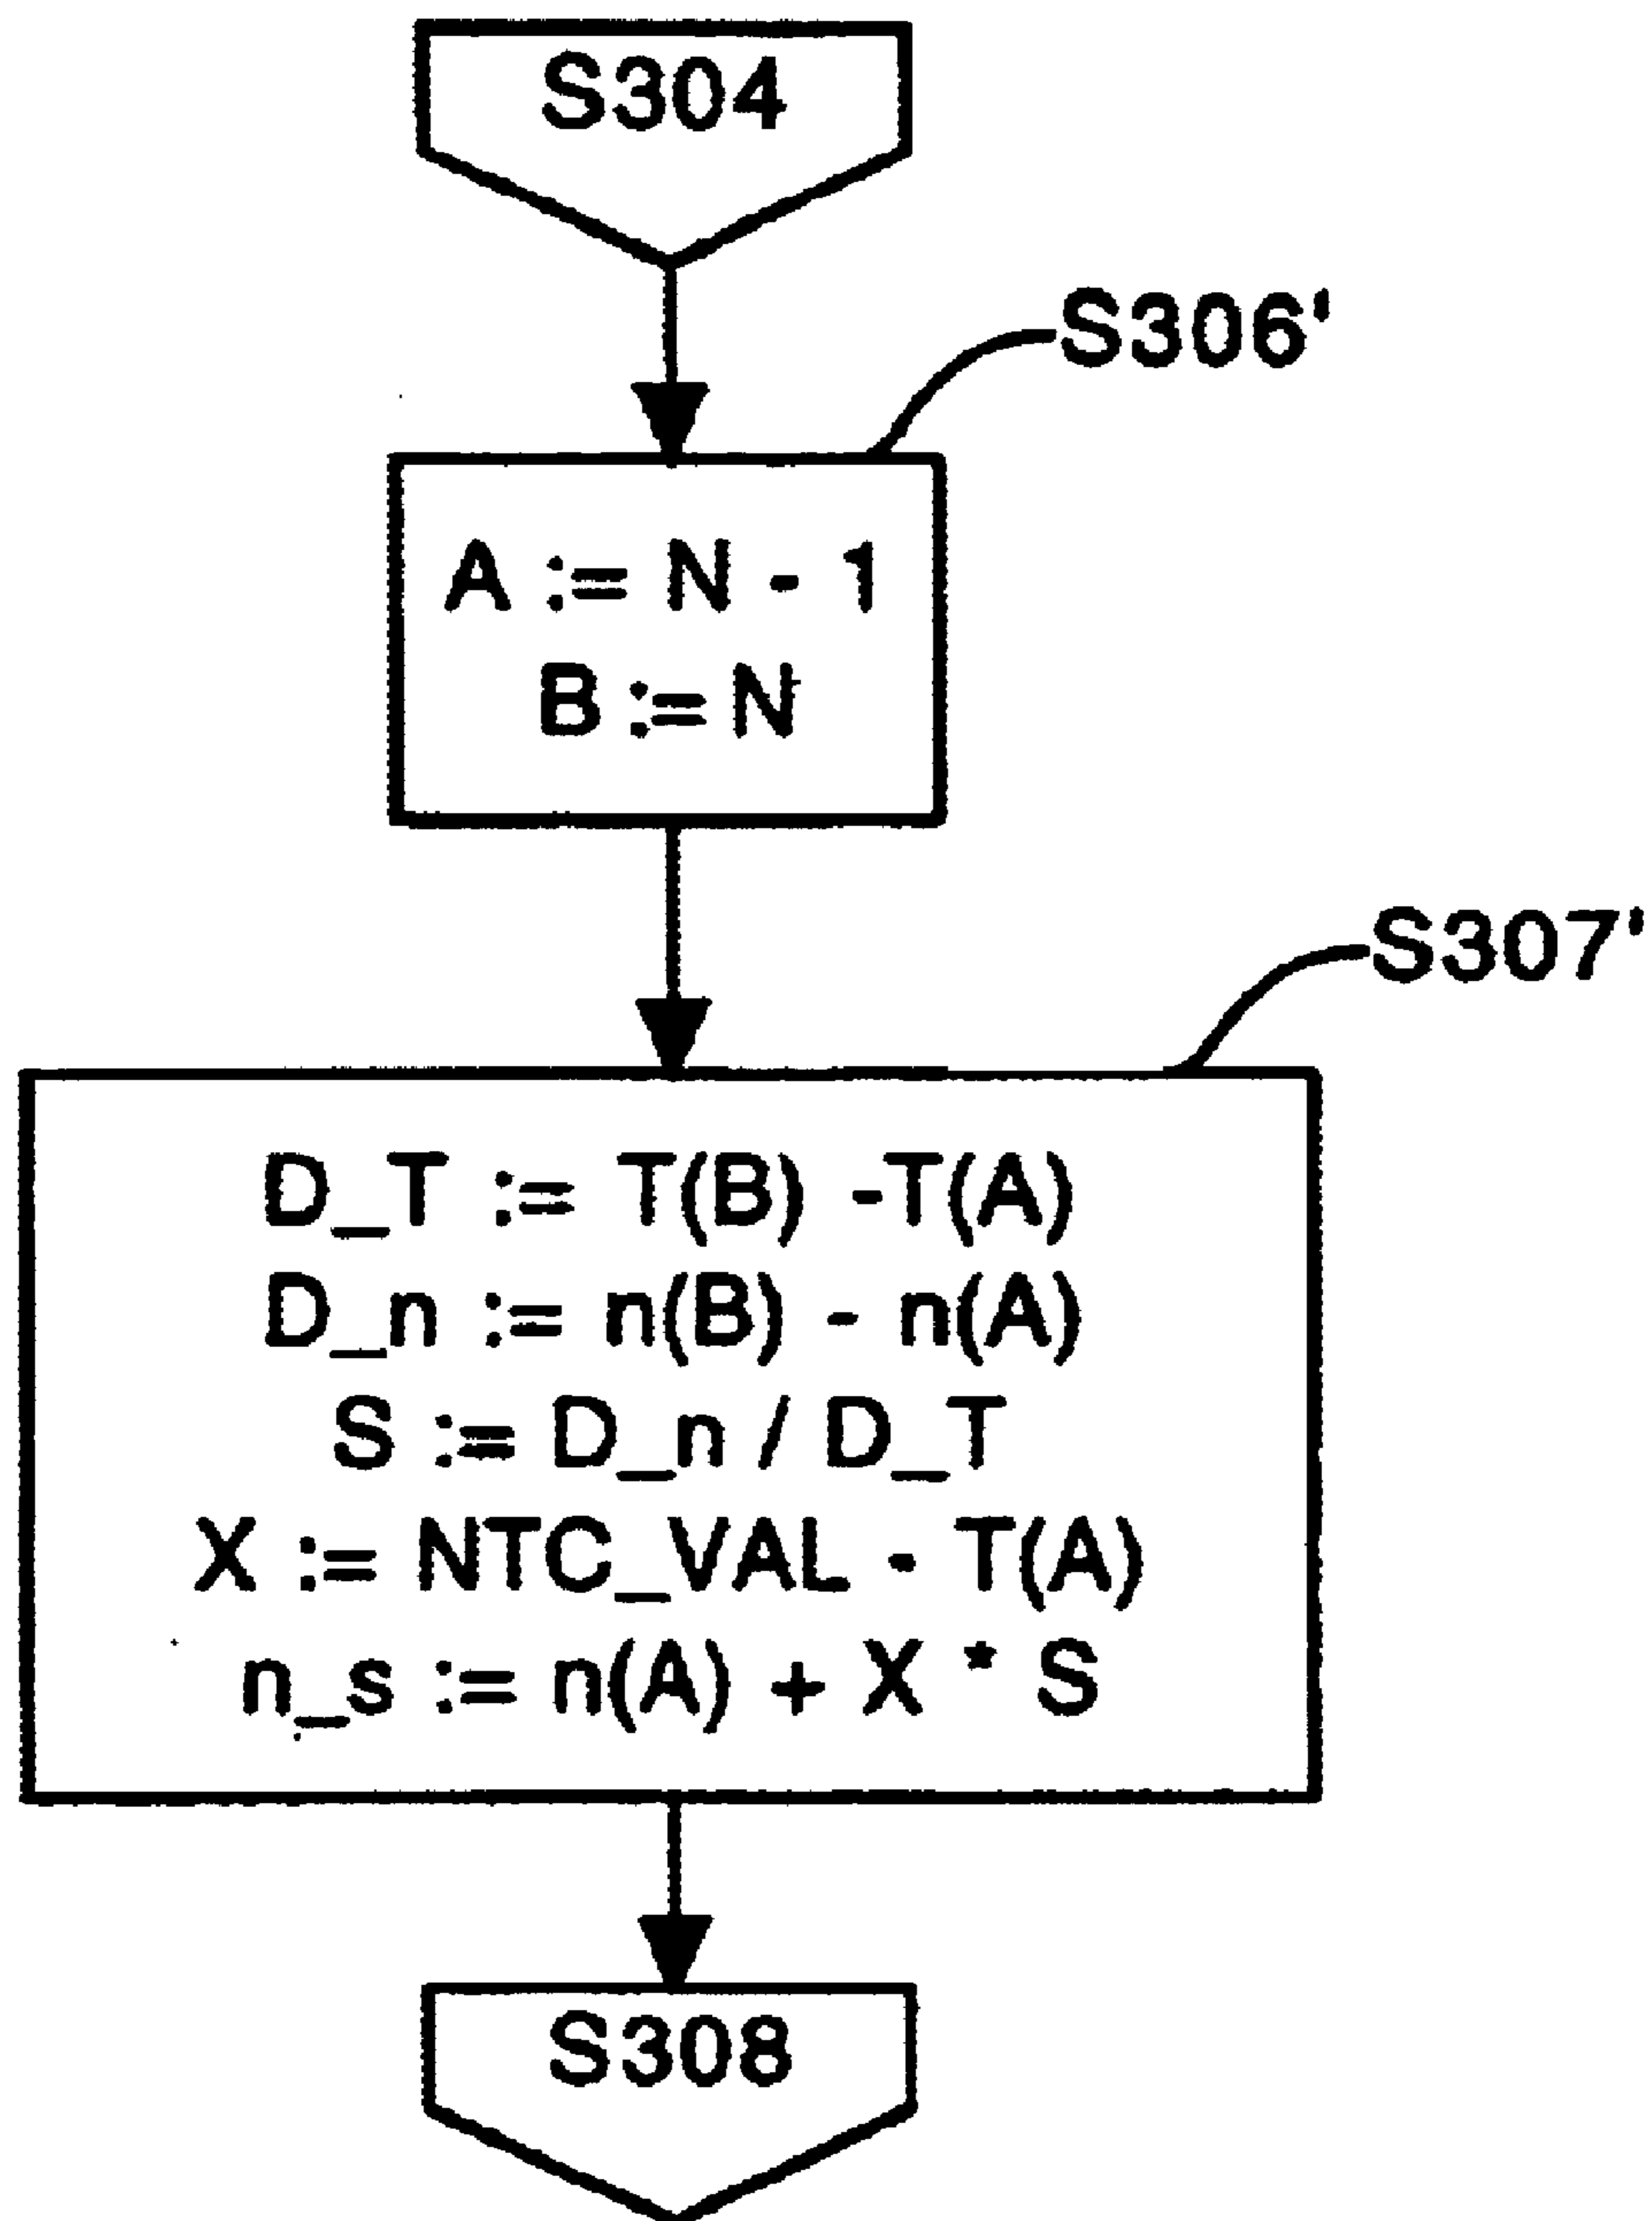 S304
S306'
A := N - 1
B := N
S307'
D_T := T(B) -T(A)
D_n := n(B) - n(A)
S := D_n / D_T
X := NTC_VAL - T(A)
n_s := n(A) + X * S
S308